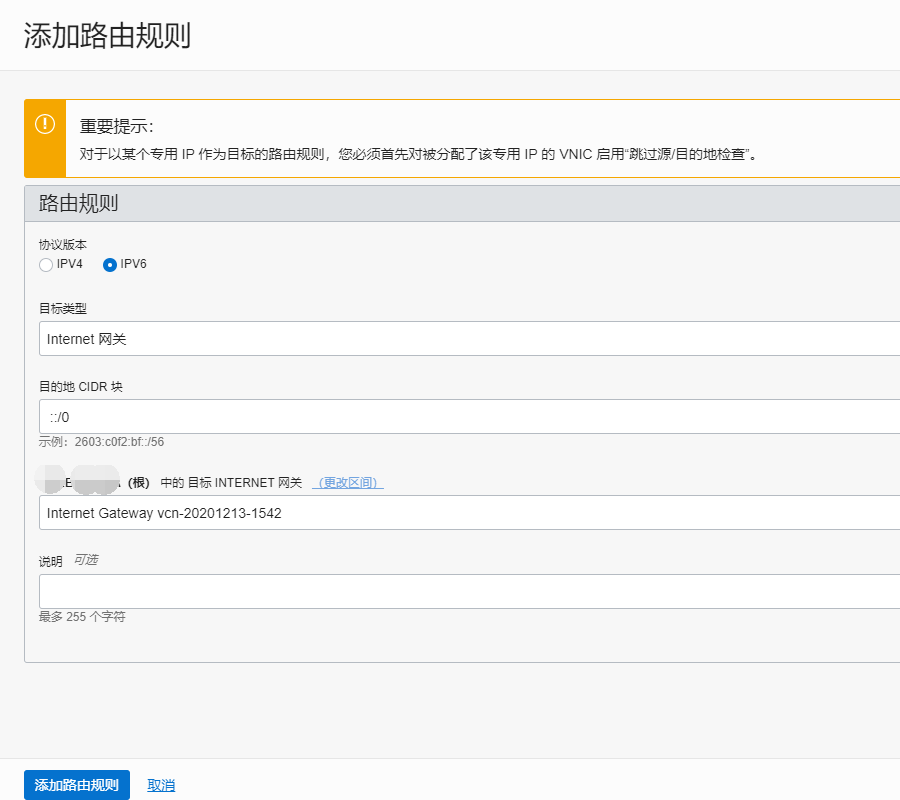 添加路由规则
重要提示：
对于以某个专用 IP 作为目标的路由规则，您必须首先对被分配了该专用 IP 的 VNIC 启用“跳过源/目的地检查”。
路由规则
协议版本
IPV4 IPV6
目标类型
Internet 网关
目的地 CIDR 块
::/0
示例：2603:c0f2:bf::/56
（根） 中的 目标 INTERNET 网关 （更改区间）
Internet Gateway vcn-20201213-1542
说明 可选
最多 255 个字符
添加路由规则 取消